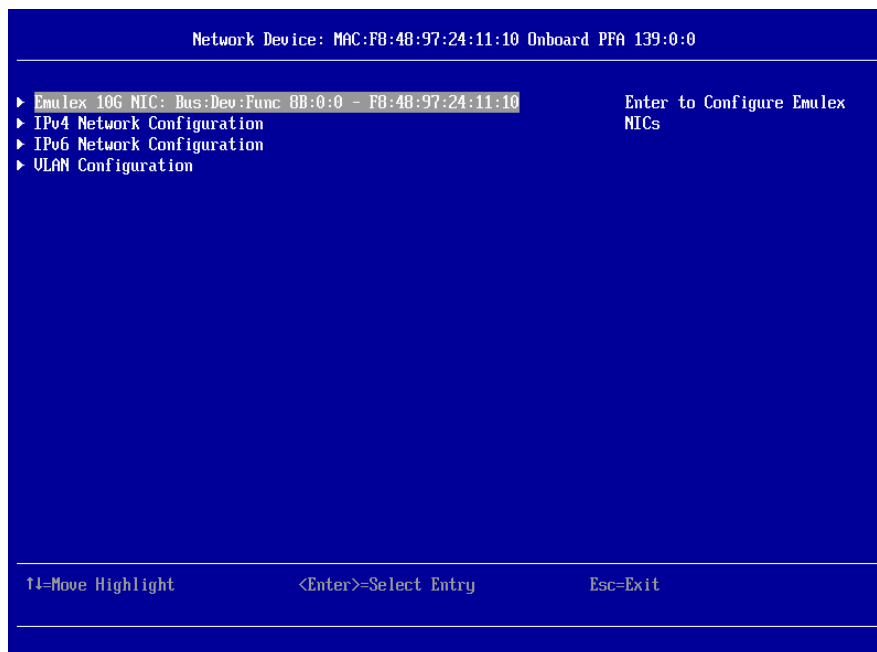 Network Device: MAC:F8:48:97:24:11:10 Onboard PFA 139:0:0
Emulex 10G NIC: Bus:Dev:Func 8B:0:0 - F8:48:97:24:11:10
Enter to Configure Emulex
NICs
IPv4 Network Configuration
IPv6 Network Configuration
VLAN Configuration
↑↓=Move Highlight
<Enter>=Select Entry
Esc=Exit